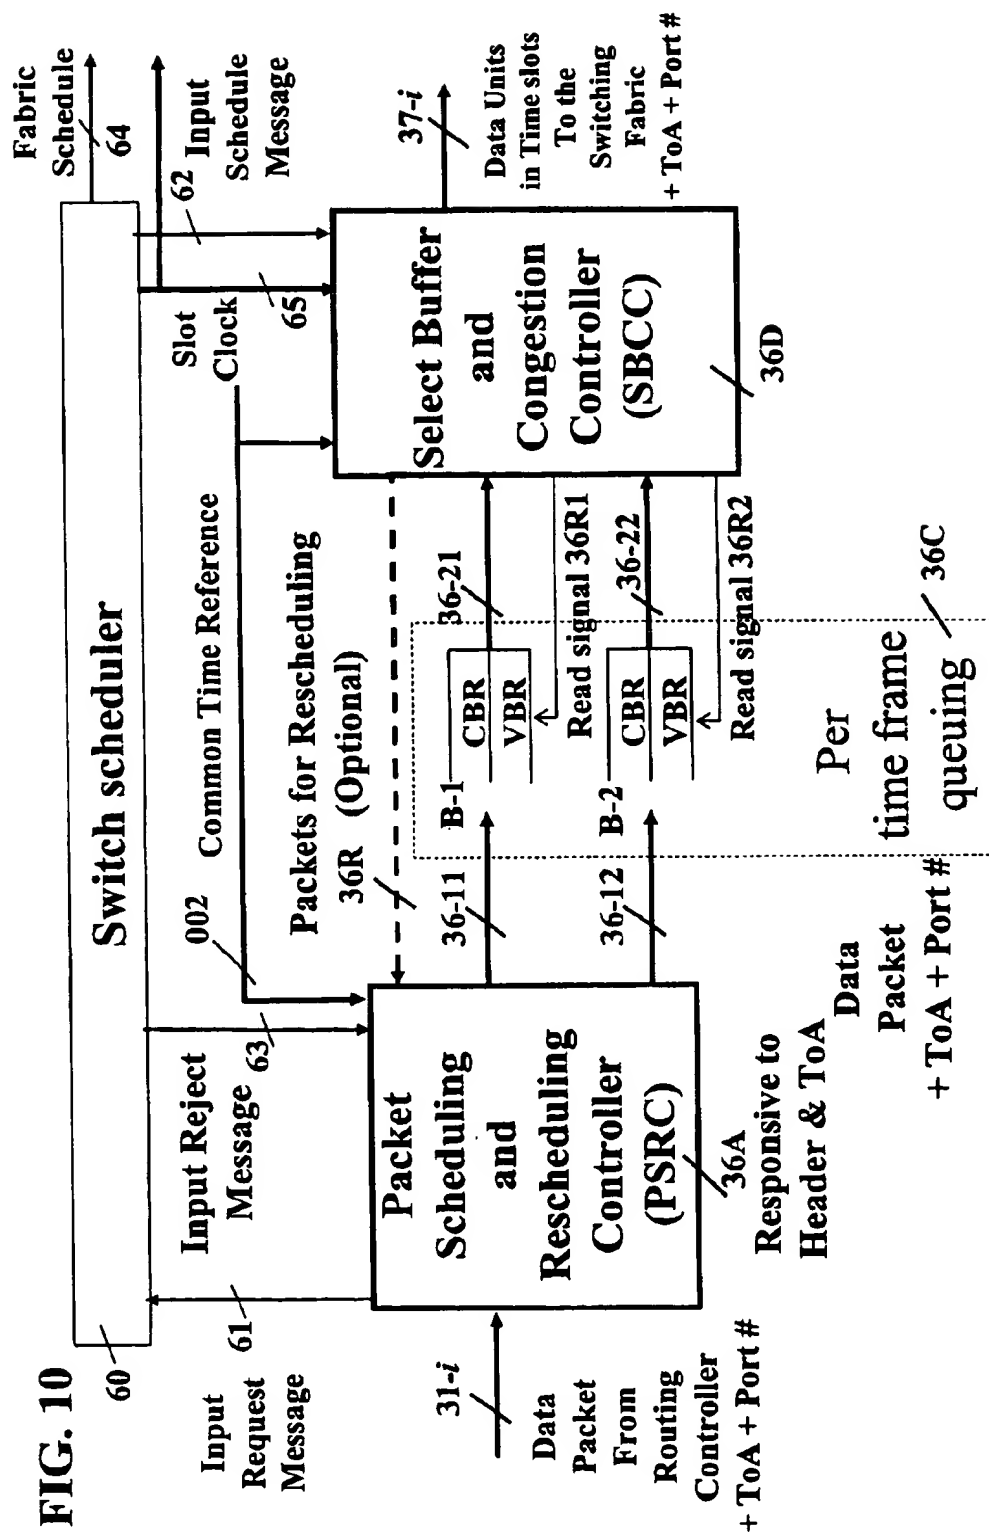 FIG. 10
Switch scheduler
60
Fabric
Schedule
64
Input
Request
Message
61
Input Reject
Message
63
002
Common Time Reference
Slot
Clock
65
62
Input
Schedule
Message
Packets for Rescheduling
36R (Optional)
31-i
Data
Packet
From
Routing
Controller
+ ToA + Port #
Packet
Scheduling
and
Rescheduling
Controller
(PSRC)
36A
Responsive to
Header & ToA
36-11
36-12
Data
Packet
+ ToA + Port #
B-1
CBR
VBR
B-2
CBR
VBR
36-21
Read signal 36R1
36-22
Read signal 36R2
Per
time frame
queuing
36C
Select Buffer
and
Congestion
Controller
(SBCC)
36D
37-i
Data Units
in Time slots
To the
Switching
Fabric
+ ToA + Port #